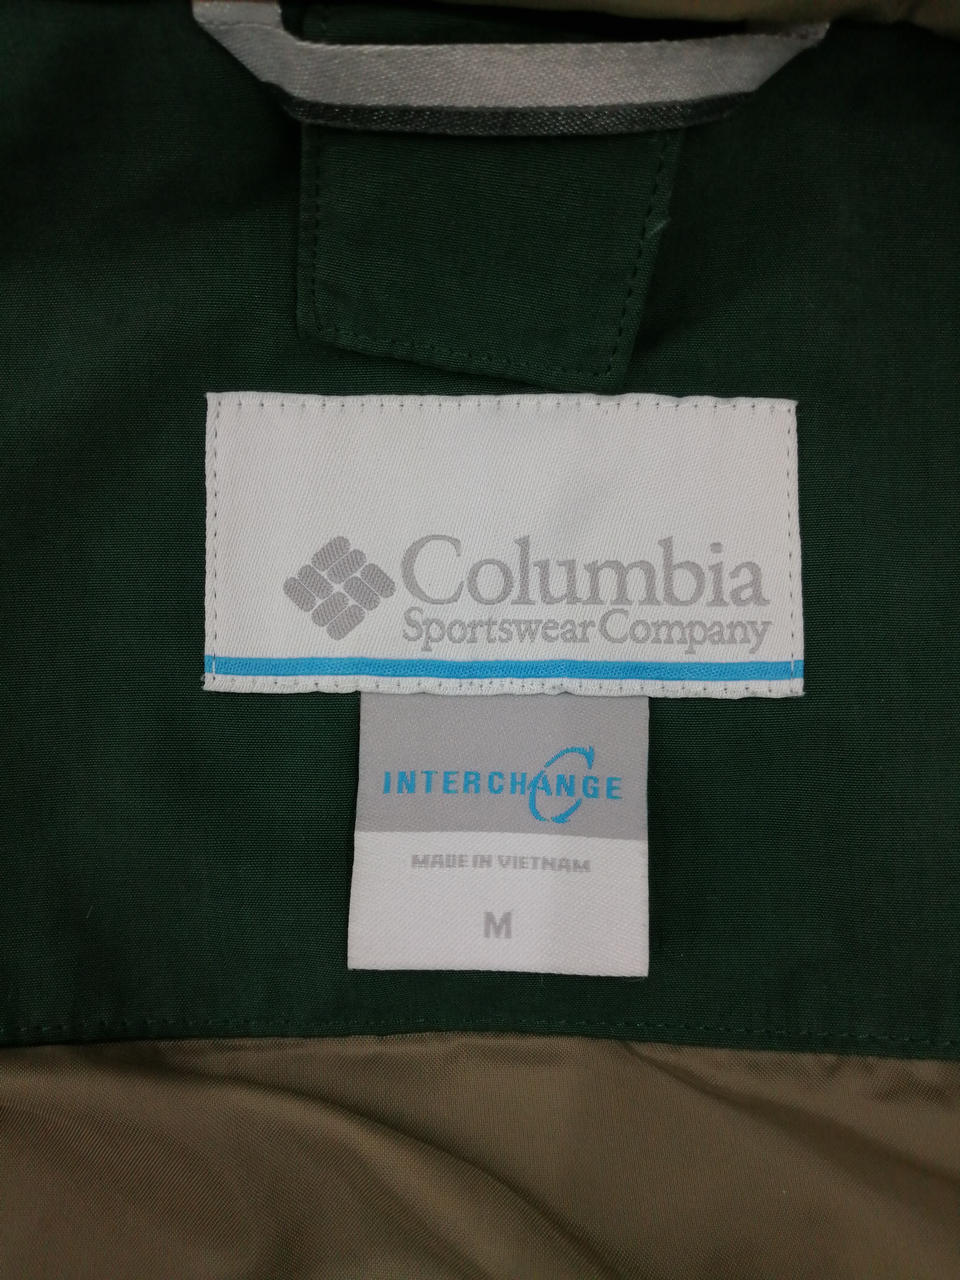 Columbia
Sportswear Company
INTERCHANGE
MADE IN VIETNAM
M